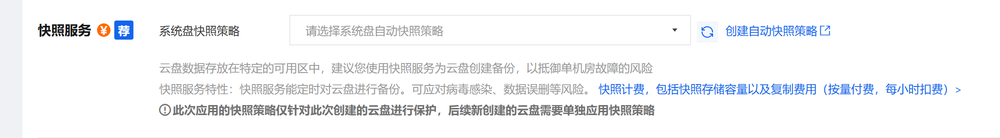 快照服务 ¥ 荐 系统盘快照策略 请选择系统盘自动快照策略 创建自动快照策略
云盘数据存放在特定的可用区中，建议您使用快照服务为云盘创建备份，以抵御单机房故障的风险
快照服务特性：快照服务能定时对云盘进行备份。可应对病毒感染、数据误删等风险。 快照计费，包括快照存储容量以及复制费用（按量付费，每小时扣费）>
此次应用的快照策略仅针对此次创建的云盘进行保护，后续新创建的云盘需要单独应用快照策略